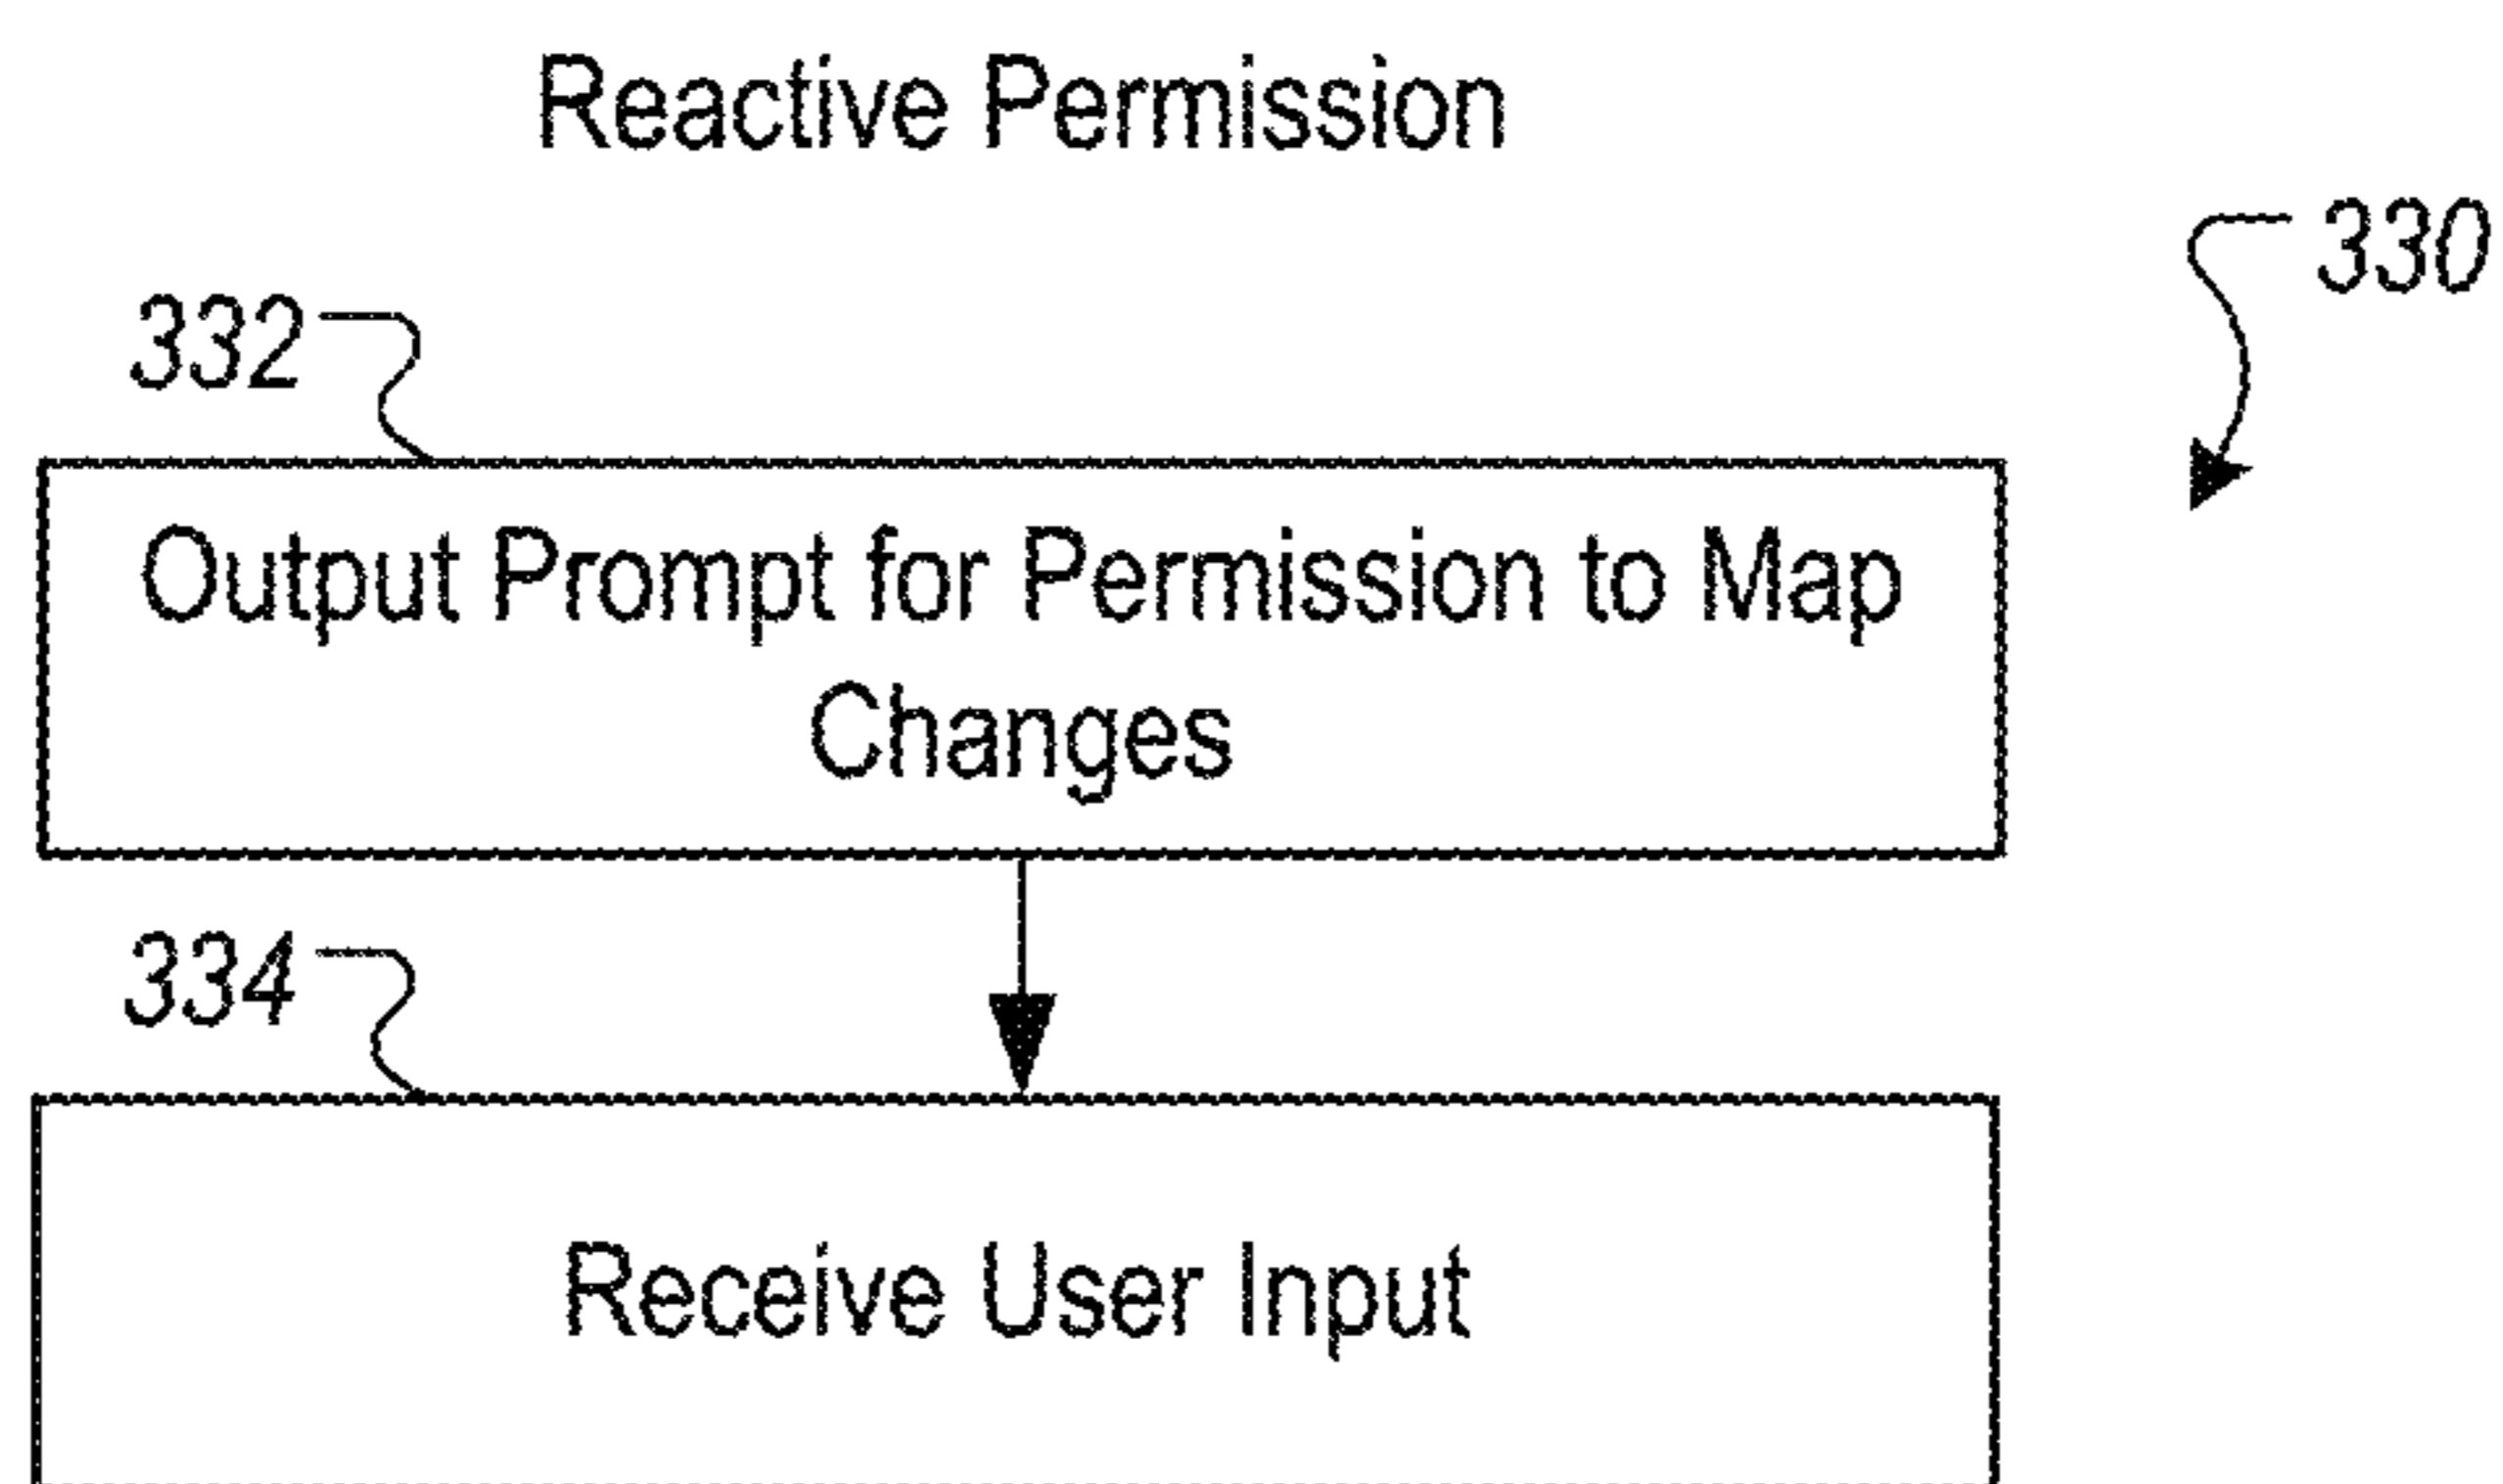 Reactive Permission
330
332
Output Prompt for Permission to Map
Changes
334
Receive User Input